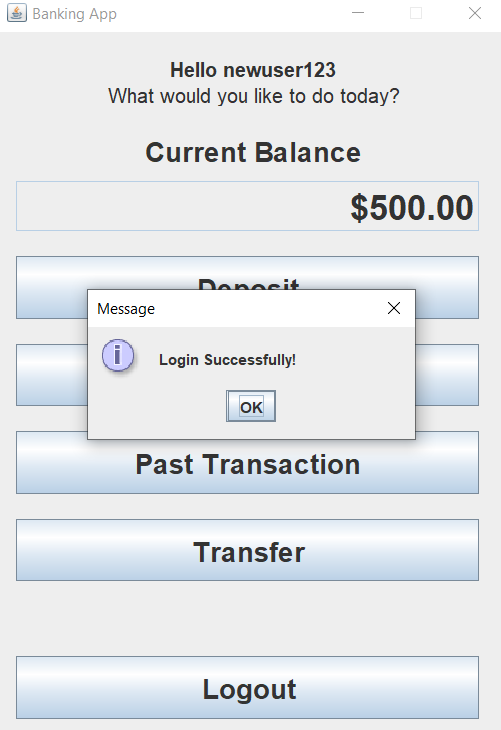 Banking App
Hello newuser123
What would you like to do today?
Current Balance
$500.00
Deposit
Message
Login Successfully!
OK
Past Transaction
Transfer
Logout